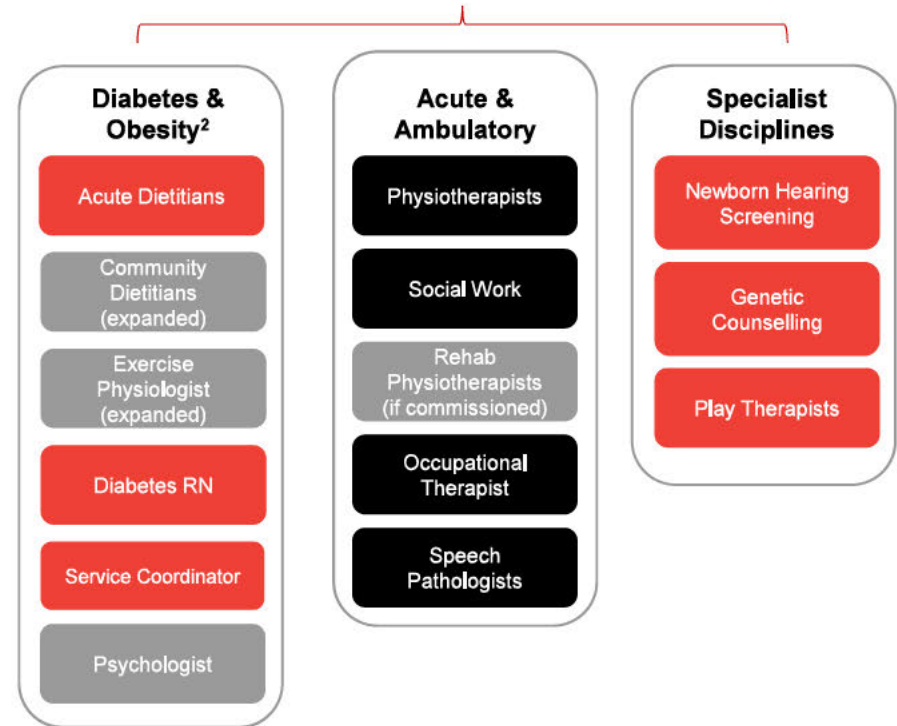 Diabetes &
Obesity²
Acute Dietitians
Community
Dietitians
(expanded)
Exercise
Physiologist
(expanded)
Diabetes RN
Service Coordinator
Psychologist
Acute &
Ambulatory
Physiotherapists
Social Work
Rehab
Physiotherapists
(if commissioned)
Occupational
Therapist
Speech
Pathologists
Specialist
Disciplines
Newborn Hearing
Screening
Genetic
Counselling
Play Therapists